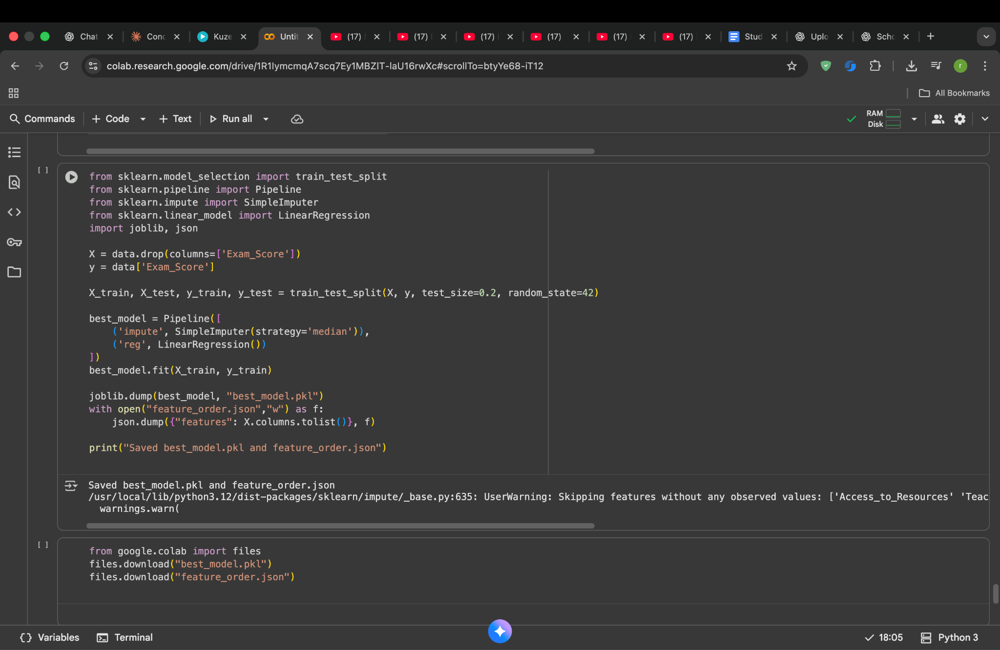 Chat
Conc
Kuze
Untit
(17)
(17)
(17)
(17)
(17)
(17)
Stud
Uplo
Scho
colab.research.google.com/drive/1R1lymcmqA7scq7Ey1MBZlT-laU16rwXc#scrollTo=btyYe68-iT12
r
All Bookmarks
Commands
+ Code
+ Text
Run all
RAM
Disk
[ ]
from sklearn.model_selection import train_test_split
from sklearn.pipeline import Pipeline
from sklearn.impute import SimpleImputer
from sklearn.linear_model import LinearRegression
import joblib, json
X = data.drop(columns=['Exam_Score'])
y = data['Exam_Score']
X_train, X_test, y_train, y_test = train_test_split(X, y, test_size=0.2, random_state=42)
best_model = Pipeline([
    ('impute', SimpleImputer(strategy='median')),
    ('reg', LinearRegression())
])
best_model.fit(X_train, y_train)
joblib.dump(best_model, "best_model.pkl")
with open("feature_order.json","w") as f:
    json.dump({"features": X.columns.tolist()}, f)
print("Saved best_model.pkl and feature_order.json")
Saved best_model.pkl and feature_order.json
/usr/local/lib/python3.12/dist-packages/sklearn/impute/_base.py:635: UserWarning: Skipping features without any observed values: ['Access_to_Resources' 'Teac
  warnings.warn(
[ ]
from google.colab import files
files.download("best_model.pkl")
files.download("feature_order.json")
{} Variables
Terminal
18:05
Python 3